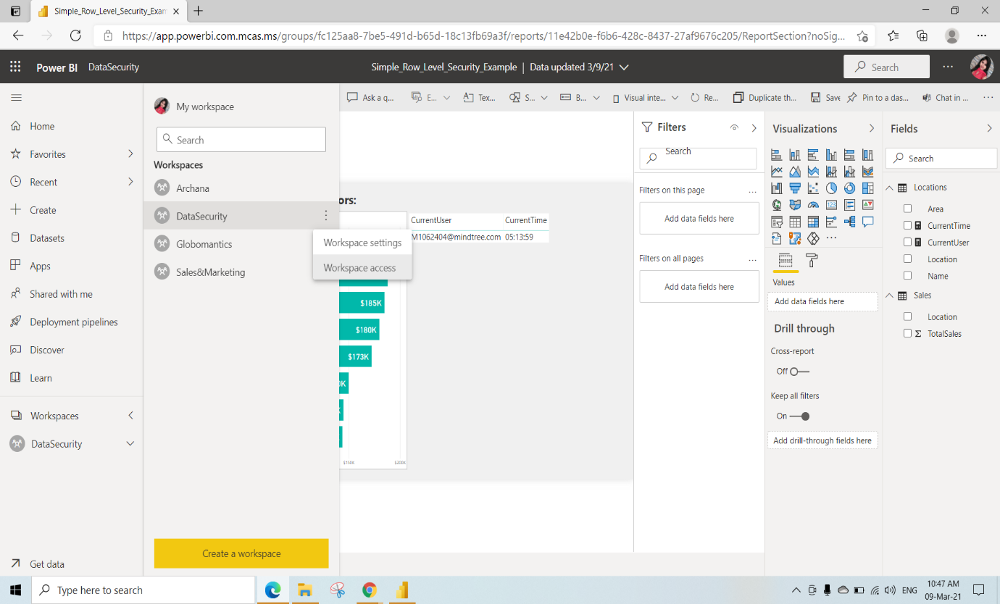 Simple_Row_Level_Security_Exam
https://app.powerbi.com.mcas.ms/groups/fc125aa8-7be5-491d-b65d-18c13fb69a3f/reports/11e42b0e-f6b6-428c-8437-27af9676c205/ReportSection?noSig...
Power BI DataSecurity
Simple_Row_Level_Security_Example | Data updated 3/9/21
Search
Home
Favorites
Recent
Create
Datasets
Apps
Shared with me
Deployment pipelines
Discover
Learn
Workspaces
DataSecurity
Get data
My workspace
Search
Workspaces
Archana
DataSecurity
Globomantics
Sales&Marketing
Create a workspace
Workspace settings
Workspace access
Ask a q... E... Tex... S... B... Visual inte... Re... Duplicate th... Save Pin to a das... Chat in ...
ors:
CurrentUser CurrentTime
M1062404@mindtree.com 05:13:59
$185K
$180K
$173K
$150K $200K
Filters
Search
Filters on this page
Add data fields here
Filters on all pages
Add data fields here
Visualizations
123
Values
Add data fields here
Drill through
Cross-report
Off
Keep all filters
On
Add drill-through fields here
Fields
Search
Locations
Area
CurrentTime
CurrentUser
Location
Name
Sales
Location
Σ TotalSales
Type here to search
ENG
10:47 AM
09-Mar-21